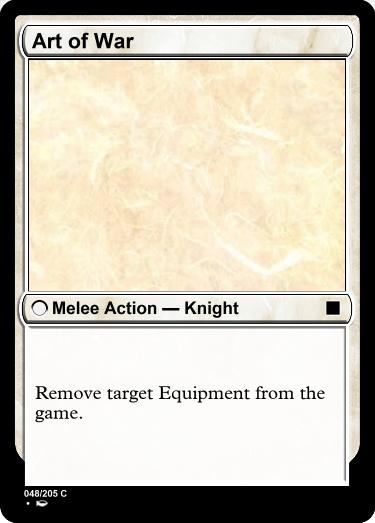 Art of War
Melee Action — Knight
Remove target Equipment from the
game.
048/205 C